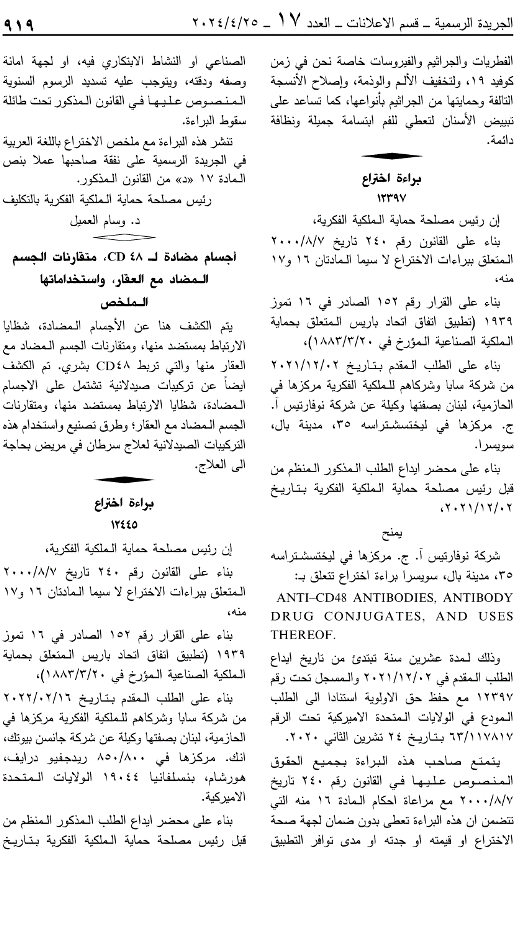 الجريدة الرسمية ـ قسم الاعلانات ـ العدد ١٧ ـ ٢٠٢٤/٤/٢٥
٩١٩
الفطريات والجراثيم والفيروسات خاصة نحن في زمن
كوفيد ١٩، ولتخفيف الألم والوذمة، وإصلاح الأنسجة
التالفة وحمايتها من الجراثيم بأنواعها، كما تساعد على
تبييض الأسنان لتعطي للفم ابتسامة جميلة ونظافة
دائمة.
براءة اختراع
١٢٣٩٧
إن رئيس مصلحة حماية الملكية الفكرية،
بناء على القانون رقم ٢٤٠ تاريخ ٢٠٠٠/٨/٧
المتعلق ببراءات الاختراع لا سيما المادتان ١٦ و١٧
منه،
بناء على القرار رقم ١٥٢ الصادر في ١٦ تموز
١٩٣٩ (تطبيق اتفاق اتحاد باريس المتعلق بحماية
الملكية الصناعية المؤرخ في ١٨٨٣/٣/٢٠)،
بناء على الطلب المقدم بتاريخ ٢٠٢١/١٢/٠٢
من شركة سابا وشركاهم للملكية الفكرية مركزها في
الحازمية، لبنان بصفتها وكيلة عن شركة نوفارتيس آ.
ج. مركزها في ليختسشتراسه ٣٥، مدينة بال،
سويسرا.
بناء على محضر ايداع الطلب المذكور المنظم من
قبل رئيس مصلحة حماية الملكية الفكرية بتاريخ
٢٠٢١/١٢/٠٢،
يمنح
شركة نوفارتيس آ. ج. مركزها في ليختسشتراسه
٣٥، مدينة بال، سويسرا براءة اختراع تتعلق بـ:
ANTI–CD48 ANTIBODIES, ANTIBODY
DRUG CONJUGATES, AND USES
THEREOF.
وذلك لمدة عشرين سنة تبتدئ من تاريخ ايداع
الطلب المقدم في ٢٠٢١/١٢/٠٢ والمسجل تحت رقم
١٢٣٩٧ مع حفظ حق الاولوية استنادا الى الطلب
المودع في الولايات المتحدة الاميركية تحت الرقم
٦٣/١١٧٨١٧ بتاريخ ٢٤ تشرين الثاني ٢٠٢٠.
يتمتع صاحب هذه البراءة بجميع الحقوق
المنصوص عليها في القانون رقم ٢٤٠ تاريخ
٢٠٠٠/٨/٧ مع مراعاة احكام المادة ١٦ منه التي
تتضمن ان هذه البراءة تعطى بدون ضمان لجهة صحة
الاختراع او قيمته او جدته او مدى توافر التطبيق
الصناعي او النشاط الابتكاري فيه، او لجهة امانة
وصفه ودقته، ويتوجب عليه تسديد الرسوم السنوية
المنصوص عليها في القانون المذكور تحت طائلة
سقوط البراءة.
تنشر هذه البراءة مع ملخص الاختراع باللغة العربية
في الجريدة الرسمية على نفقة صاحبها عملا بنص
المادة ١٧ «د» من القانون المذكور.
رئيس مصلحة حماية الملكية الفكرية بالتكليف
د. وسام العميل
أجسام مضادة لـ CD ٤٨، متقارنات الجسم
المضاد مع العقار، واستخداماتها
الملخص
يتم الكشف هنا عن الأجسام المضادة، شظايا
الارتباط بمستضد منها، ومتقارنات الجسم المضاد مع
العقار منها والتي تربط CD٤٨ بشري. تم الكشف
ايضاً عن تركيبات صيدلانية تشتمل على الاجسام
المضادة، شظايا الارتباط بمستضد منها، ومتقارنات
الجسم المضاد مع العقار؛ وطرق تصنيع واستخدام هذه
التركيبات الصيدلانية لعلاج سرطان في مريض بحاجة
الى العلاج.
براءة اختراع
١٢٤٤٥
إن رئيس مصلحة حماية الملكية الفكرية،
بناء على القانون رقم ٢٤٠ تاريخ ٢٠٠٠/٨/٧
المتعلق ببراءات الاختراع لا سيما المادتان ١٦ و١٧
منه،
بناء على القرار رقم ١٥٢ الصادر في ١٦ تموز
١٩٣٩ (تطبيق اتفاق اتحاد باريس المتعلق بحماية
الملكية الصناعية المؤرخ في ١٨٨٣/٣/٢٠)،
بناء على الطلب المقدم بتاريخ ٢٠٢٢/٠٢/١٦
من شركة سابا وشركاهم للملكية الفكرية مركزها في
الحازمية، لبنان بصفتها وكيلة عن شركة جانسن بيوتك،
انك. مركزها في ٨٥٠/٨٠٠ ريدجفيو درايف،
هورشام، بنسلفانيا ١٩٠٤٤ الولايات المتحدة
الاميركية.
بناء على محضر ايداع الطلب المذكور المنظم من
قبل رئيس مصلحة حماية الملكية الفكرية بتاريخ